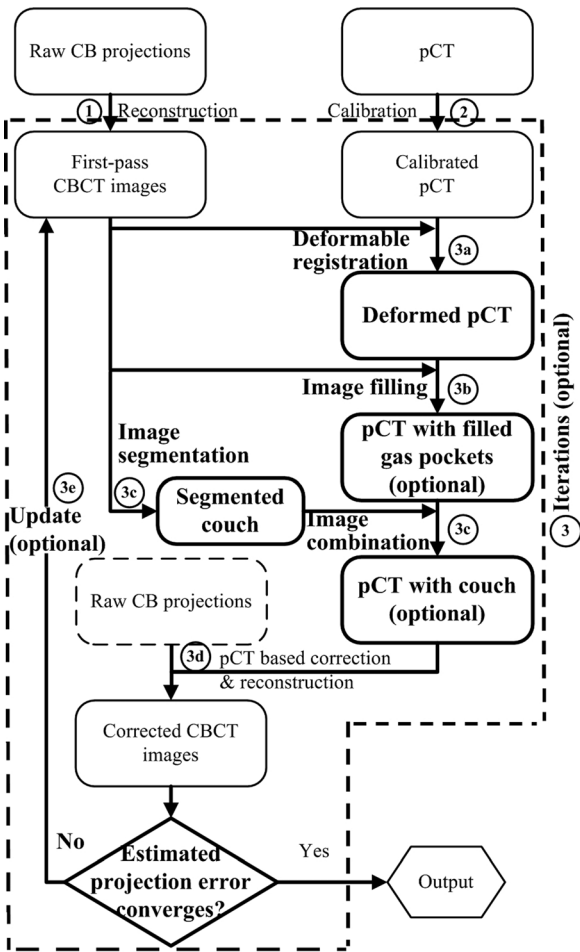 Raw CB projections
pCT
1
Reconstruction
Calibration
2
First-pass
CBCT images
Calibrated
pCT
Deformable
registration
3a
Deformed pCT
Image filling
3b
Image
segmentation
pCT with filled
gas pockets
(optional)
3 Iterations (optional)
3e
3c
Segmented
couch
Update
(optional)
Image
combination
3c
Raw CB projections
pCT with couch
(optional)
3d
pCT based correction
& reconstruction
Corrected CBCT
images
No
Estimated
projection error
converges?
Yes
Output